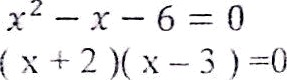 x² − x − 6 = 0
( x + 2 )( x − 3 ) =0